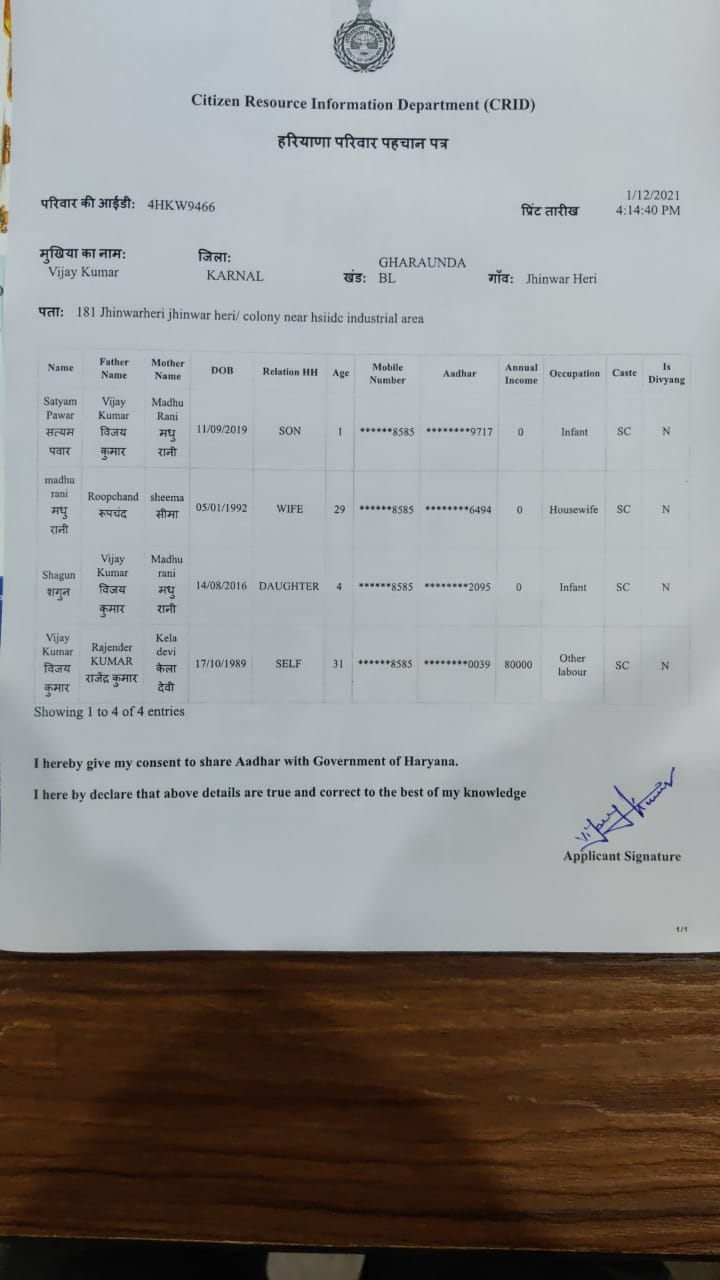 Citizen Resource Information Department (CRID)
हरियाणा परिवार पहचान पत्र
परिवार की आईडी: 4HKW9466
प्रिंट तारीख 1/12/2021 4:14:40 PM
मुखिया का नाम: Vijay Kumar जिला: KARNAL खंड: GHARAUNDA BL गाँव: Jhinwar Heri
पता: 181 Jhinwarheri jhinwar heri/ colony near hsiidc industrial area
Name Father Name Mother Name DOB Relation HH Age Mobile Number Aadhar Annual Income Occupation Caste Is Divyang
Satyam Pawar सत्यम पवार Vijay Kumar विजय कुमार Madhu Rani मधु रानी 11/09/2019 SON 1 ******8585 ********9717 0 Infant SC N
madhu rani मधु रानी Roopchand रूपचंद sheema सीमा 05/01/1992 WIFE 29 ******8585 ********6494 0 Housewife SC N
Shagun शगुन Vijay Kumar विजय कुमार Madhu rani मधु रानी 14/08/2016 DAUGHTER 4 ******8585 ********2095 0 Infant SC N
Vijay Kumar विजय कुमार Rajender KUMAR राजेंद्र कुमार Kela devi केला देवी 17/10/1989 SELF 31 ******8585 ********0039 80000 Other labour SC N
Showing 1 to 4 of 4 entries
I hereby give my consent to share Aadhar with Government of Haryana.
I here by declare that above details are true and correct to the best of my knowledge
Vijay Kumar
Applicant Signature
1/1